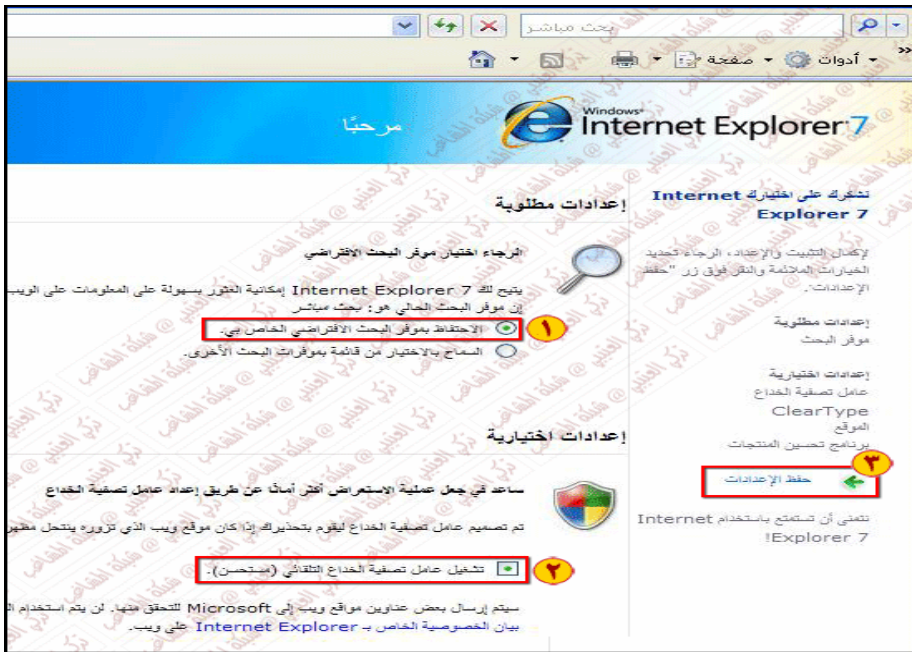 بحث مباشر
أدوات
صفحة
Windows
Internet Explorer 7
مرحبًا
نشكرك على اختيارك Internet
Explorer 7
لإكمال التثبيت والإعداد، الرجاء تحديد
الخيارات الملائمة والنقر فوق زر "حفظ
الإعدادات".
إعدادات مطلوبة
موفر البحث
إعدادات اختيارية
عامل تصفية الخداع
ClearType
الموقع
برنامج تحسين المنتجات
٣
حفظ الإعدادات
نتمنى أن تستمتع باستخدام Internet
Explorer 7!
إعدادات مطلوبة
الرجاء اختيار موفر البحث الافتراضي
يتيح لك Internet Explorer 7 إمكانية العثور بسهولة على المعلومات على الويب
إن موفر البحث الحالي هو: بحث مباشر
١
الاحتفاظ بموفر البحث الافتراضي الخاص بي.
السماح بالاختيار من قائمة بموفرات البحث الأخرى.
إعدادات اختيارية
ساعد في جعل عملية الاستعراض أكثر أمانًا عن طريق إعداد عامل تصفية الخداع
تم تصميم عامل تصفية الخداع ليقوم بتحذيرك إذا كان موقع ويب الذي تزوره ينتحل مظهر
٢
تشغيل عامل تصفية الخداع التلقائي (مستحسن).
سيتم إرسال بعض عناوين مواقع ويب إلى Microsoft للتحقق منها. لن يتم استخدام
بيان الخصوصية الخاص بـ Internet Explorer على ويب.